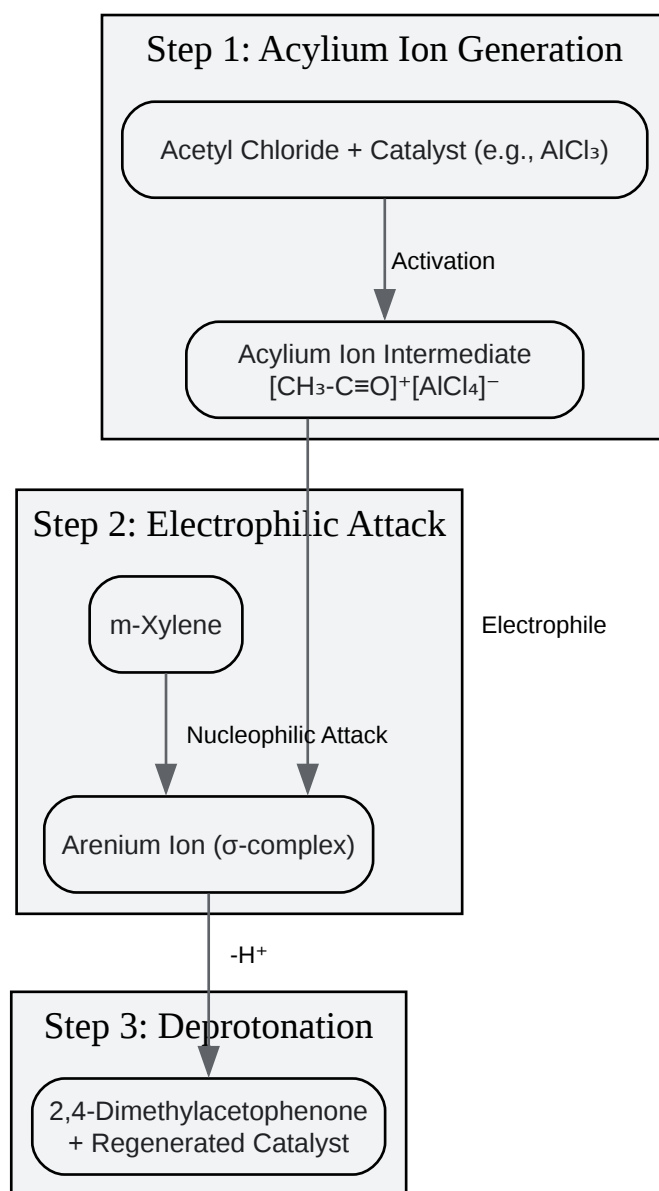 Step 1: Acylium Ion Generation
Acetyl Chloride + Catalyst (e.g., AlCl₃)
Activation
Acylium Ion Intermediate
[CH₃-C≡O]⁺[AlCl₄]⁻
Step 2: Electrophilic Attack
m-Xylene
Electrophile
Nucleophilic Attack
Arenium Ion (σ-complex)
-H⁺
Step 3: Deprotonation
2,4-Dimethylacetophenone
+ Regenerated Catalyst